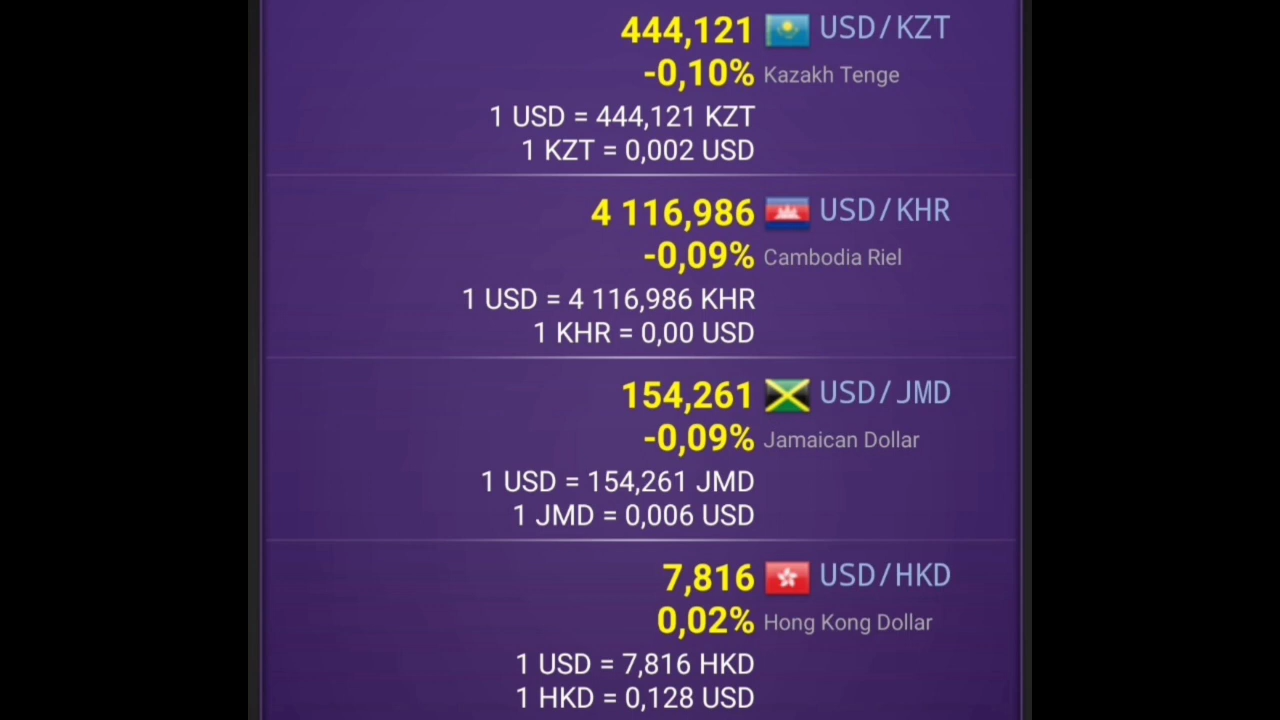 444,121 USD/KZT
-0,10% Kazakh Tenge
1 USD = 444,121 KZT
1 KZT = 0,002 USD
4 116,986 USD/KHR
-0,09% Cambodia Riel
1 USD = 4 116,986 KHR
1 KHR = 0,00 USD
154,261 USD/JMD
-0,09% Jamaican Dollar
1 USD = 154,261 JMD
1 JMD = 0,006 USD
7,816 USD/HKD
0,02% Hong Kong Dollar
1 USD = 7,816 HKD
1 HKD = 0,128 USD